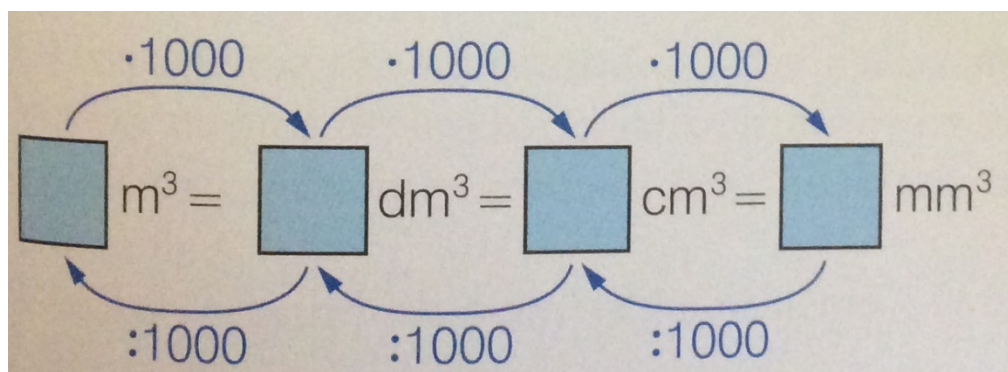 ·1000 ·1000 ·1000
m³ = dm³ = cm³ = mm³
:1000 :1000 :1000